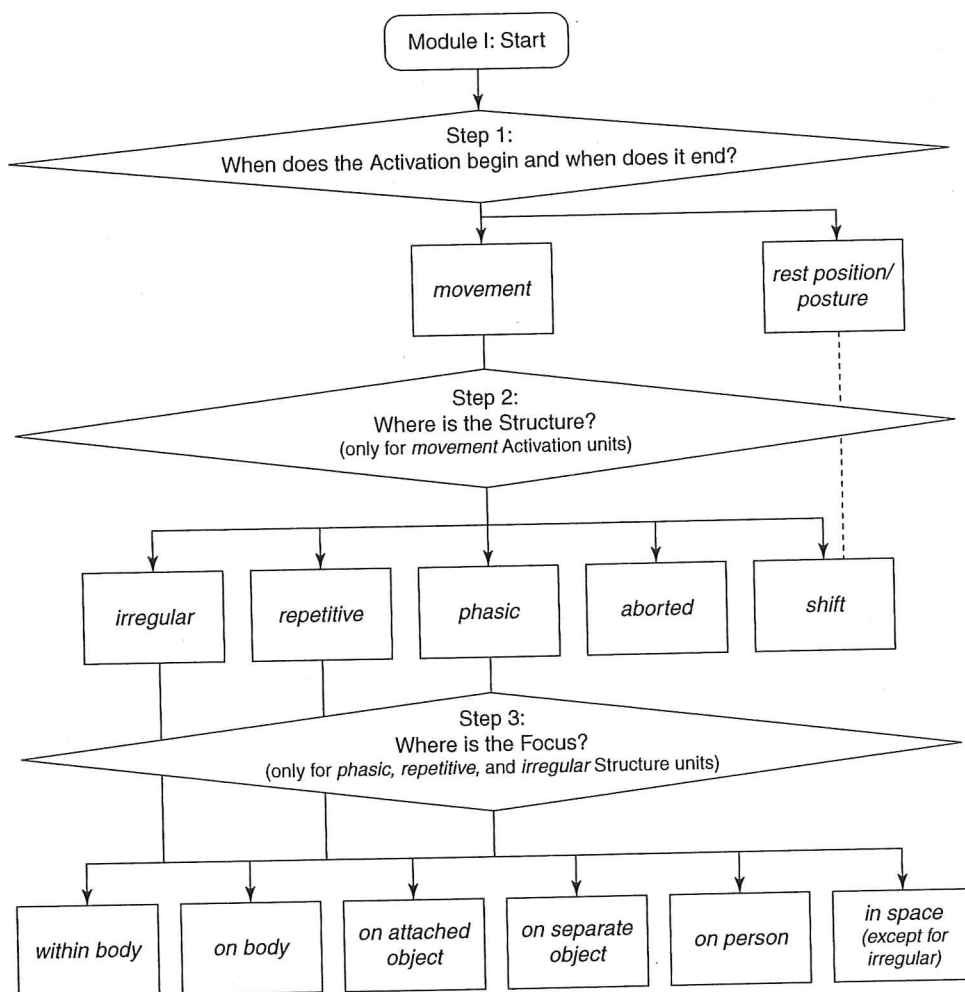 Module I: Start
Step 1:
When does the Activation begin and when does it end?
movement
rest position/
posture
Step 2:
Where is the Structure?
(only for movement Activation units)
irregular
repetitive
phasic
aborted
shift
Step 3:
Where is the Focus?
(only for phasic, repetitive, and irregular Structure units)
within body
on body
on attached
object
on separate
object
on person
in space
(except for
irregular)